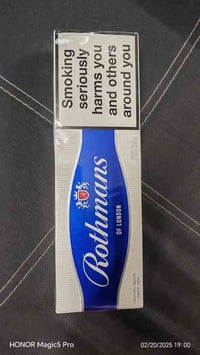 Smoking
seriously
harms you
and others
around you
Rothmans
OF LONDON
HONOR Magic5 Pro
02/20/2025 19:00